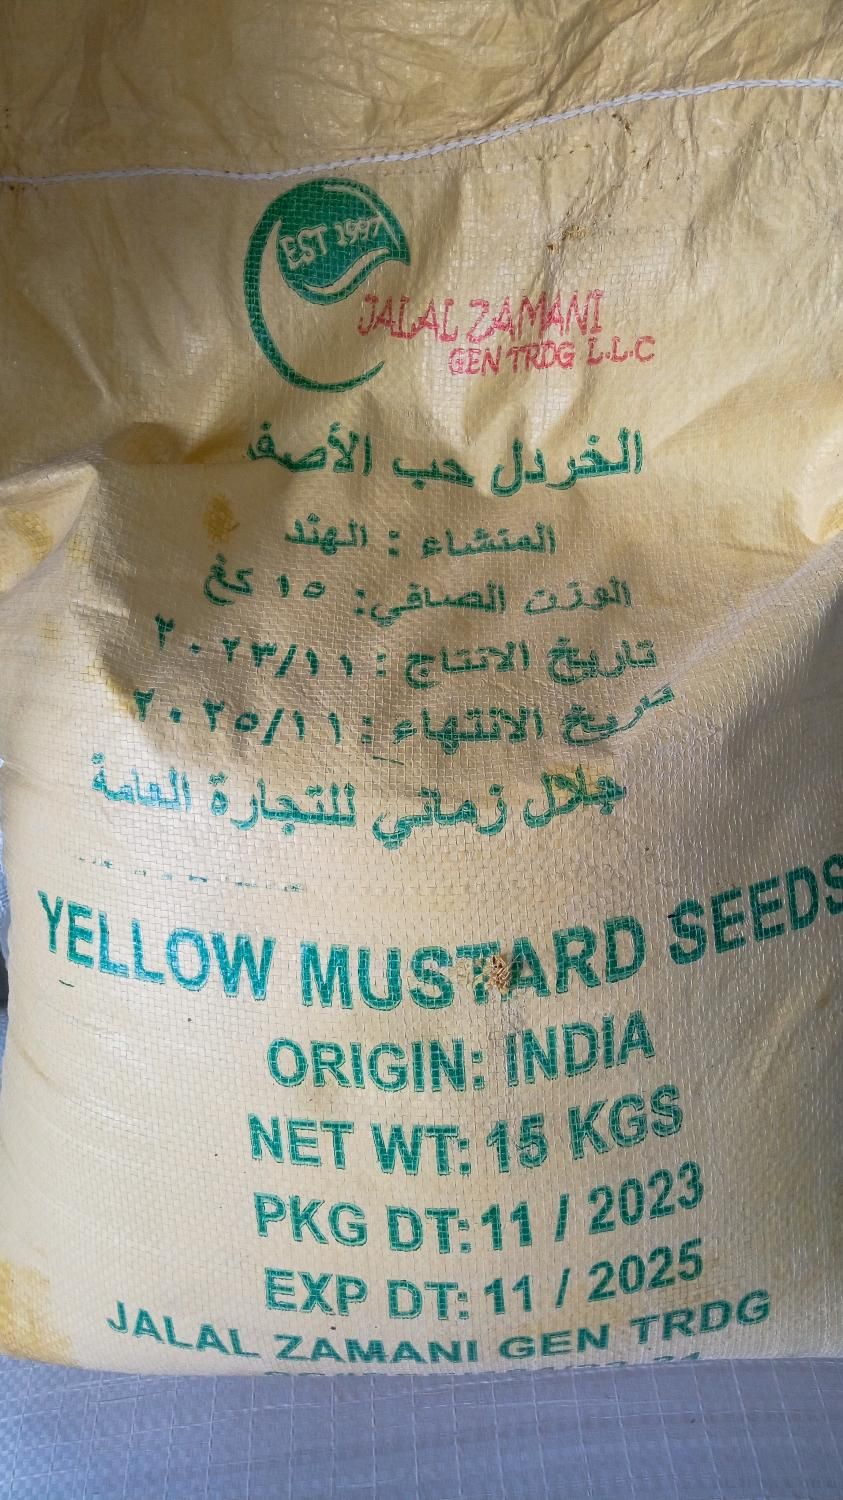 EST 1997
JALAL ZAMANI
GEN TRDG L.L.C
الخردل حب الأصفر
المنشاء : الهند
الوزن الصافي: ١٥ كغ
تاريخ الانتاج : ٢٠٢٣/١١
تاريخ الانتهاء : ٢٠٢٥/١١
جلال زماني للتجارة العامة
YELLOW MUSTARD SEEDS
ORIGIN: INDIA
NET WT: 15 KGS
PKG DT: 11 / 2023
EXP DT: 11 / 2025
JALAL ZAMANI GEN TRDG